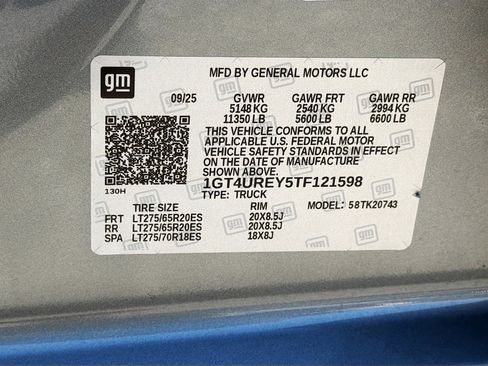 gm
MFD BY GENERAL MOTORS LLC
09/25 GVWR GAWR FRT GAWR RR
5148 KG 2540 KG 2994 KG
11350 LB 5600 LB 6600 LB
THIS VEHICLE CONFORMS TO ALL
APPLICABLE U.S. FEDERAL MOTOR
VEHICLE SAFETY STANDARDS IN EFFECT
ON THE DATE OF MANUFACTURE
SHOWN ABOVE.
1GT4UREY5TF121598
TYPE: TRUCK
130H
MODEL: 58TK20743
TIRE SIZE RIM
FRT LT275/65R20ES 20X8.5J
RR LT275/65R20ES 20X8.5J
SPA LT275/70R18ES 18X8J